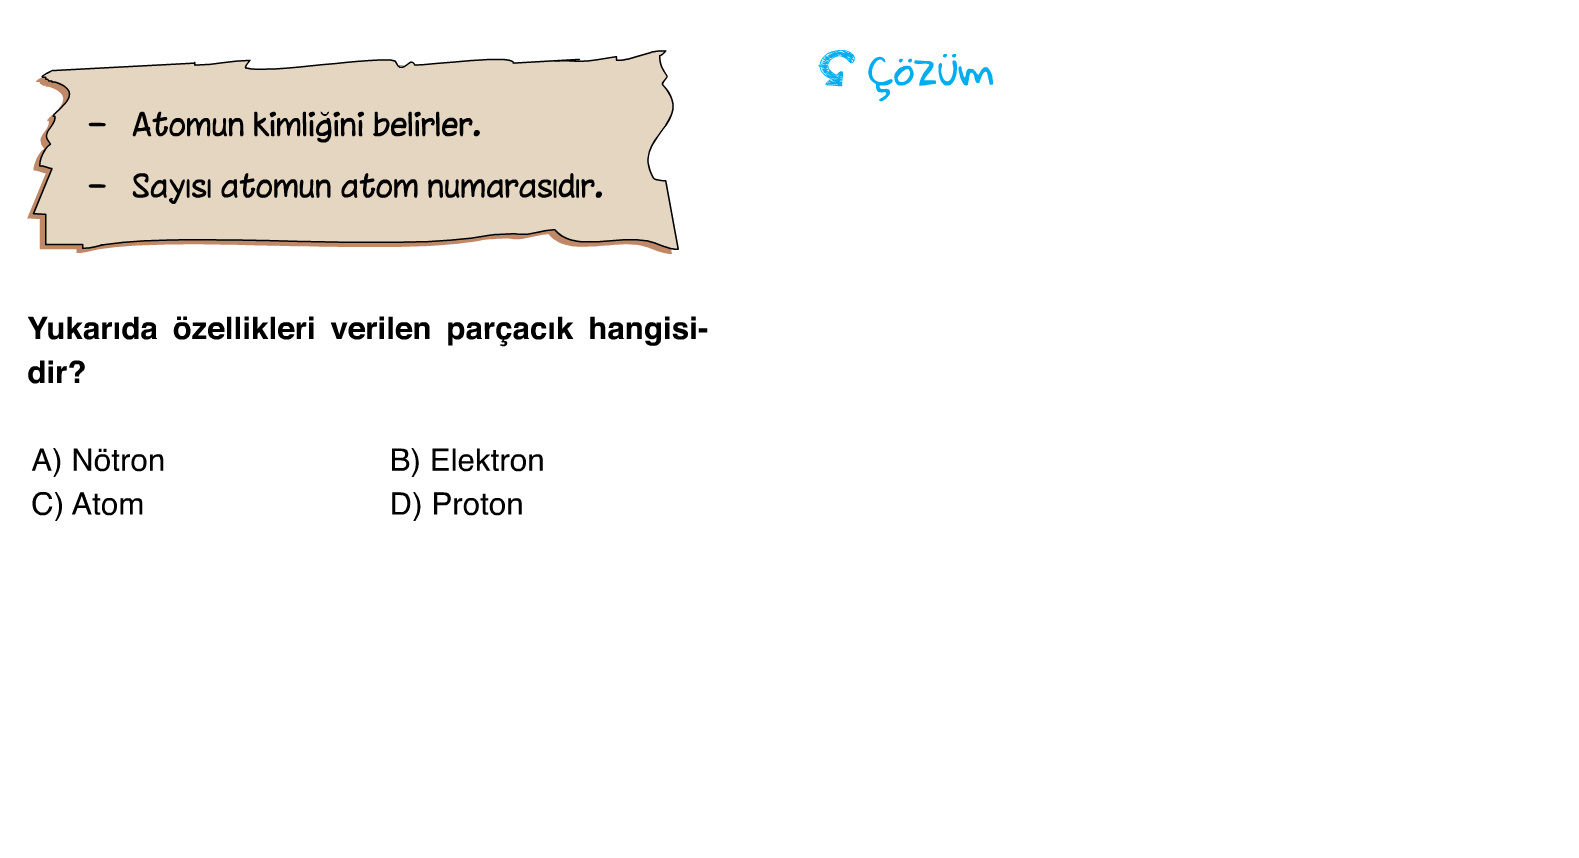 – Atomun kimliğini belirler.
– Sayısı atomun atom numarasıdır.
Yukarıda özellikleri verilen parçacık hangisi-
dir?
A) Nötron B) Elektron
C) Atom D) Proton
Çözüm